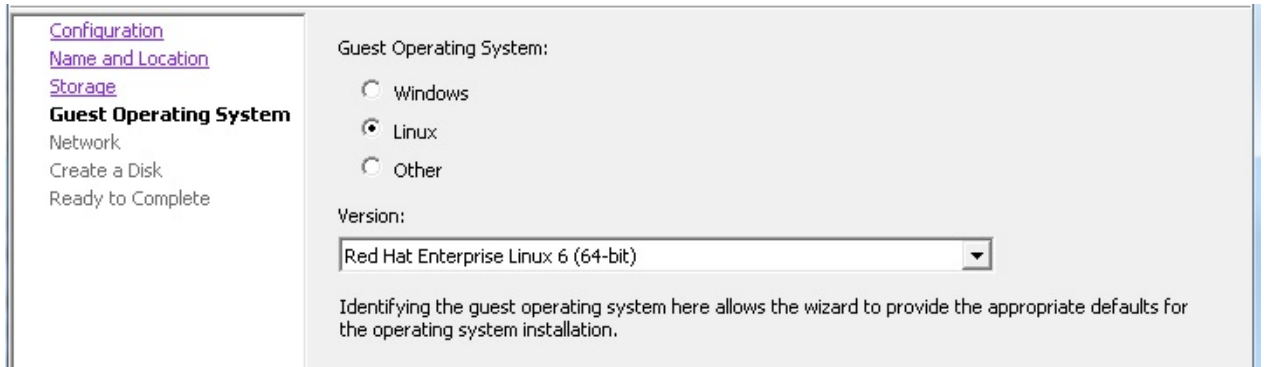 Configuration
Name and Location
Storage
Guest Operating System
Network
Create a Disk
Ready to Complete
Guest Operating System:
Windows
Linux
Other
Version:
Red Hat Enterprise Linux 6 (64-bit)
Identifying the guest operating system here allows the wizard to provide the appropriate defaults for
the operating system installation.